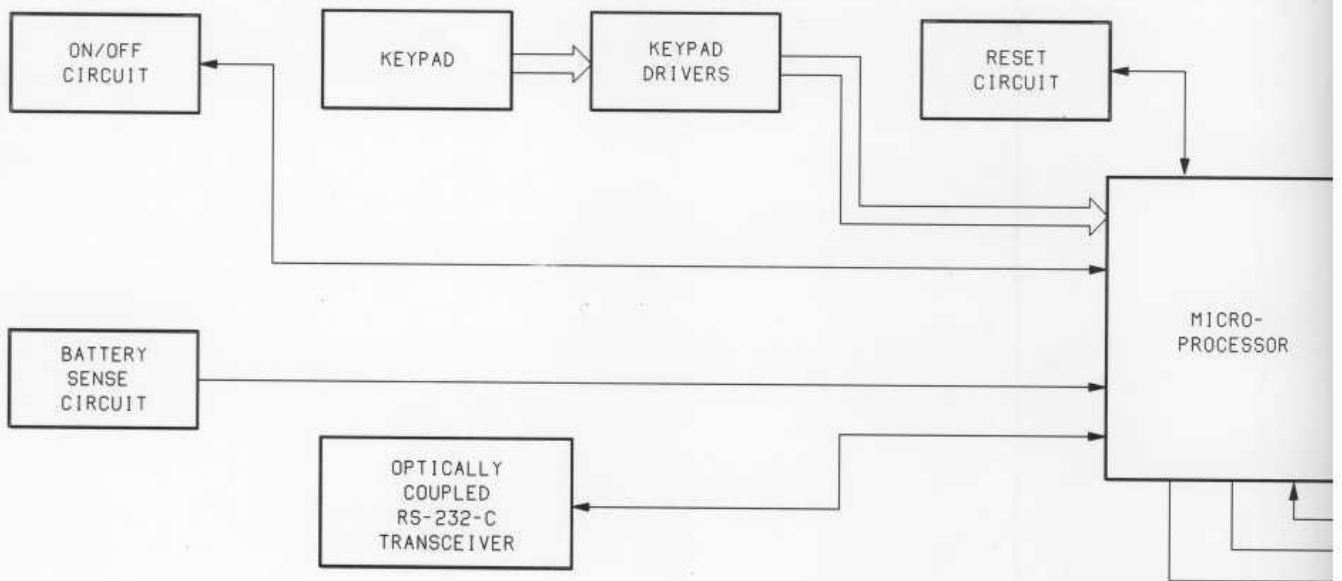 ON/OFF
CIRCUIT
KEYPAD
KEYPAD
DRIVERS
RESET
CIRCUIT
MICRO-
PROCESSOR
BATTERY
SENSE
CIRCUIT
OPTICALLY
COUPLED
RS-232-C
TRANSCEIVER